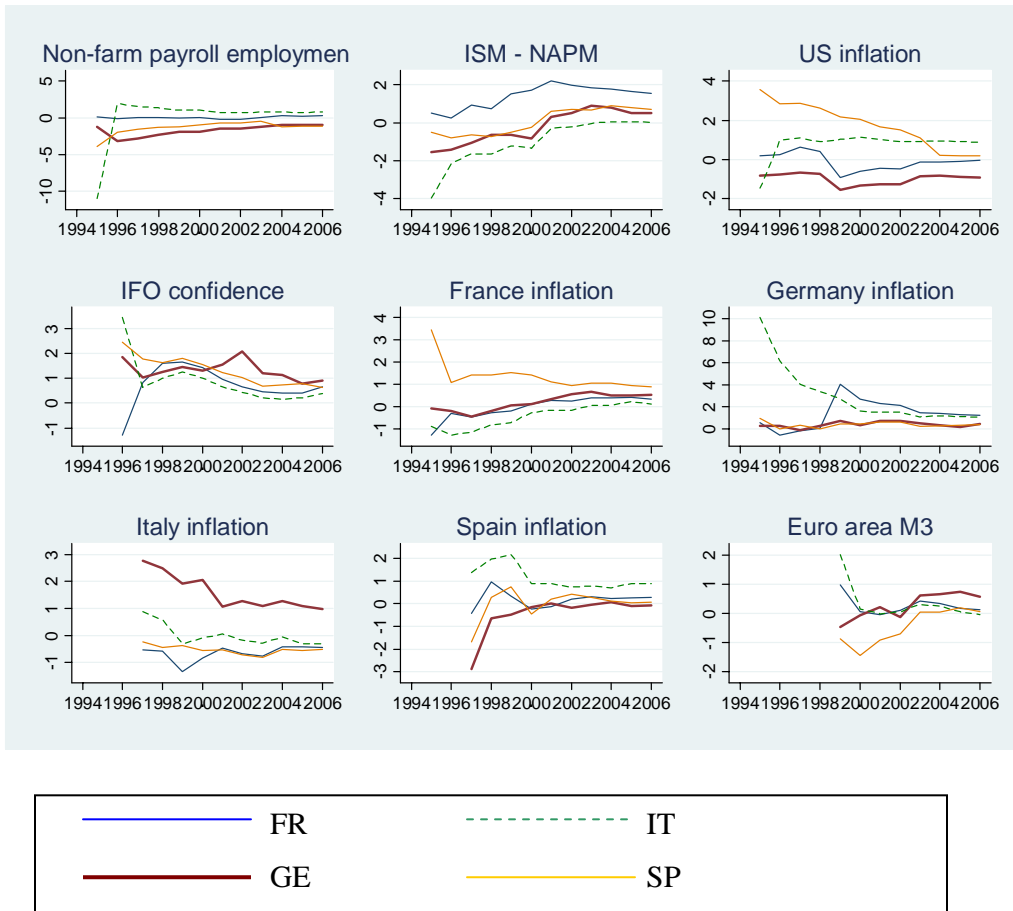 Non-farm payroll employmen ISM - NAPM US inflation
5 0 -5 -10
2 0 -2 -4
4 2 0 -2
1994 1996 1998 2000 2002 2004 2006 1994 1996 1998 2000 2002 2004 2006 1994 1996 1998 2000 2002 2004 2006
IFO confidence France inflation Germany inflation
3 2 1 0 -1
4 3 2 1 0 -1
10 8 6 4 2 0
1994 1996 1998 2000 2002 2004 2006 1994 1996 1998 2000 2002 2004 2006 1994 1996 1998 2000 2002 2004 2006
Italy inflation Spain inflation Euro area M3
3 2 1 0 -1
2 1 0 -1 -2 -3
2 1 0 -1 -2
1994 1996 1998 2000 2002 2004 2006 1994 1996 1998 2000 2002 2004 2006 1994 1996 1998 2000 2002 2004 2006
FR IT
GE SP